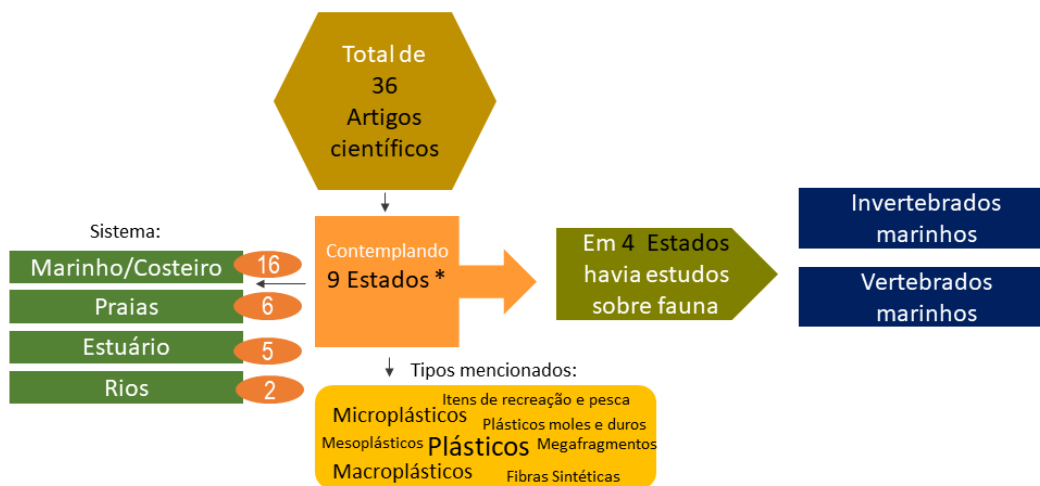 Total de
36
Artigos
científicos
Sistema:
Marinho/Costeiro 16
Praias 6
Estuário 5
Rios 2
Contemplando
9 Estados *
Em 4 Estados
havia estudos
sobre fauna
Invertebrados
marinhos
Vertebrados
marinhos
Tipos mencionados:
Itens de recreação e pesca
Microplásticos
Plásticos moles e duros
Mesoplásticos Plásticos Megafragmentos
Macroplásticos
Fibras Sintéticas